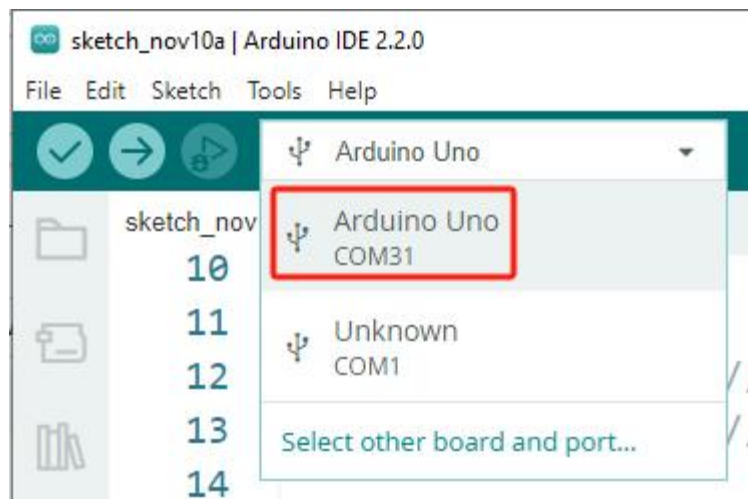 sketch_nov10a | Arduino IDE 2.2.0
File Edit Sketch Tools Help
Arduino Uno
sketch_nov
Arduino Uno
COM31
Unknown
COM1
Select other board and port...
10
11
12
13
14